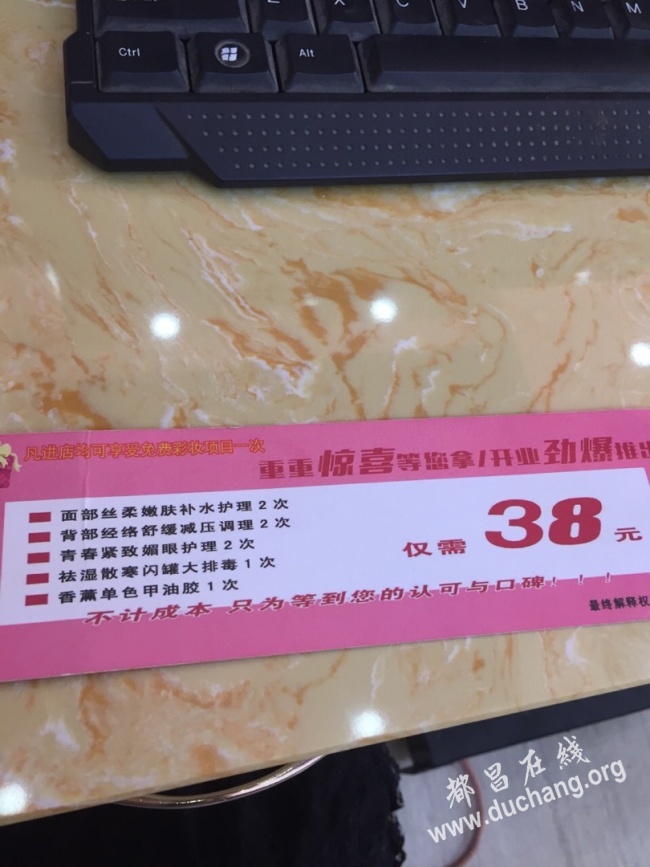 Ctrl
Alt
Z X C V B N M
凡进店均可享受免费彩妆项目一次
重重惊喜等您拿/开业劲爆推出
面部丝柔嫩肤补水护理2次
背部经络舒缓减压调理2次
青春紧致媚眼护理2次
祛湿散寒闪罐大排毒1次
香薰单色甲油胶1次
仅需38元
不计成本 只为等到您的认可与口碑!!!
最终解释权
都昌在线
www.duchang.org